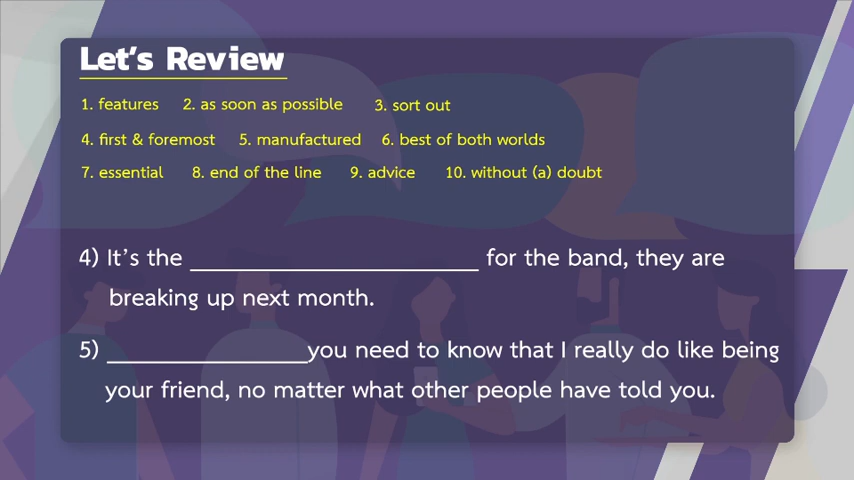 Let's Review
1. features 2. as soon as possible 3. sort out
4. first & foremost 5. manufactured 6. best of both worlds
7. essential 8. end of the line 9. advice 10. without (a) doubt
4) It's the ______________________ for the band, they are
breaking up next month.
5) ________________you need to know that I really do like being
your friend, no matter what other people have told you.